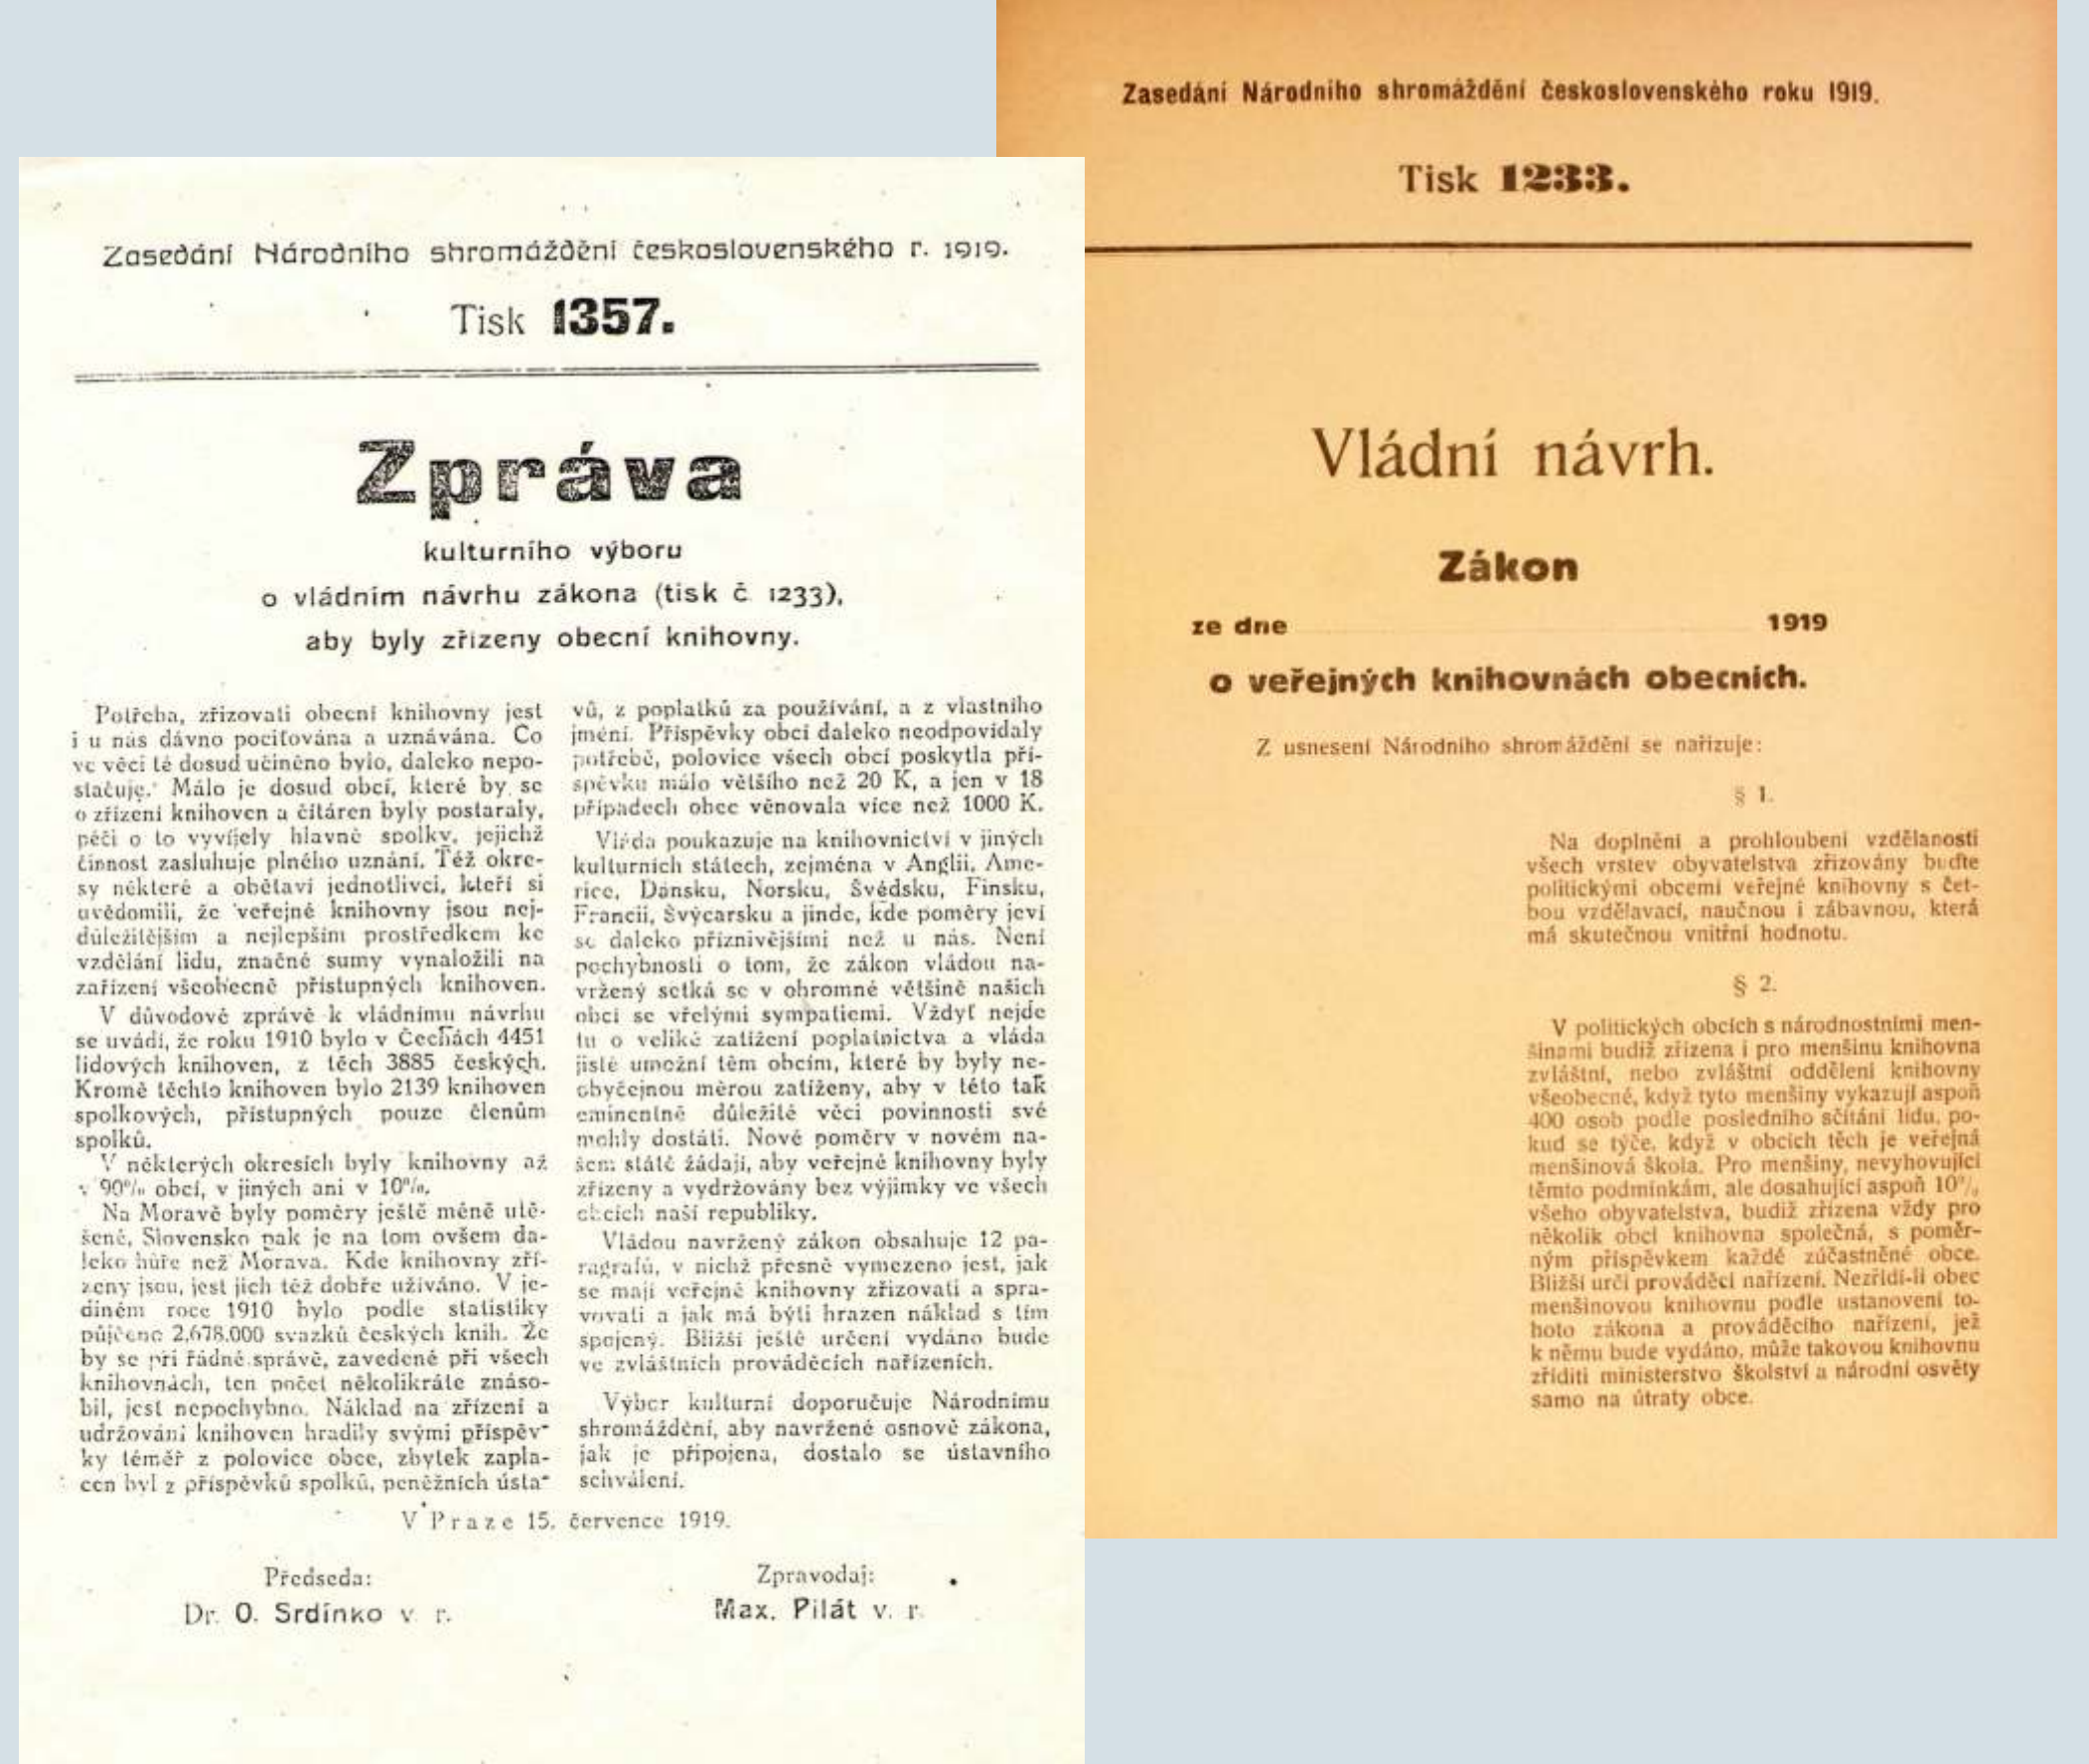 Zasedání Národního shromáždění československého r. 1919.
Tisk 1357.
Zpráva
kulturního výboru
o vládním návrhu zákona (tisk č 1233),
aby byly zřízeny obecní knihovny.
Potřeba, zřizovati obecní knihovny jest
i u nás dávno pociťována a uznávána. Co
ve věci té dosud učiněno bylo, daleko nepo-
stačuje. Málo je dosud obcí, které by se
o zřízení knihoven a čítáren byly postaraly,
péči o to vyvíjely hlavně spolky, jejichž
činnost zasluhuje plného uznání. Též okre-
sy některé a obětaví jednotlivci, kteří si
uvědomili, že veřejné knihovny jsou nej-
důležitějším a nejlepším prostředkem ke
vzdělání lidu, značné sumy vynaložili na
zařízení všeobecně přístupných knihoven.
V důvodové zprávě k vládnímu návrhu
se uvádí, že roku 1910 bylo v Čechách 4451
lidových knihoven, z těch 3885 českých.
Kromě těchto knihoven bylo 2139 knihoven
spolkových, přístupných pouze členům
spolků.
V některých okresích byly knihovny až
v 90% obcí, v jiných ani v 10%.
Na Moravě byly poměry ještě méně utě-
šené, Slovensko pak je na tom ovšem da-
leko hůře než Morava. Kde knihovny zří-
zeny jsou, jest jich též dobře užíváno. V je-
diném roce 1910 bylo podle statistiky
půjčeno 2,678.000 svazků českých knih. Že
by se při řádné správě, zavedené při všech
knihovnách, ten počet několikráte znáso-
bil, jest nepochybno. Náklad na zřízení a
udržování knihoven hradily svými příspěv-
ky téměř z polovice obce, zbytek zapla-
cen byl z příspěvků spolků, peněžních ústa-
vů, z poplatků za používání, a z vlastního
jmění. Příspěvky obcí daleko neodpovídaly
potřebě, polovice všech obcí poskytla pří-
spěvku málo většího než 20 K, a jen v 18
případech obec věnovala více než 1000 K.
Vláda poukazuje na knihovnictví v jiných
kulturních státech, zejména v Anglii, Ame-
rice, Dánsku, Norsku, Švédsku, Finsku,
Francii, Švýcarsku a jinde, kde poměry jeví
se daleko příznivějšími než u nás. Není
pochybnosti o tom, že zákon vládou na-
vržený setká se v ohromné většině našich
obcí se vřelými sympatiemi. Vždyť nejde
tu o veliké zatížení poplatnictva a vláda
jistě umožní těm obcím, které by byly ne-
obyčejnou měrou zatíženy, aby v této tak
eminentně důležité věci povinnosti své
mohly dostáti. Nové poměry v novém na-
šem státě žádají, aby veřejné knihovny byly
zřízeny a vydržovány bez výjimky ve všech
obcích naší republiky.
Vládou navržený zákon obsahuje 12 pa-
ragrafů, v nichž přesně vymezeno jest, jak
se mají veřejné knihovny zřizovati a spra-
vovati a jak má býti hrazen náklad s tím
spojený. Bližší ještě určení vydáno bude
ve zvláštních prováděcích nařízeních.
Výbor kulturní doporučuje Národnímu
shromáždění, aby navržené osnově zákona,
jak je připojena, dostalo se ústavního
schválení.
V Praze 15. července 1919.
Předseda:
Dr. O. Srdínko v. r.
Zpravodaj:
Max. Pilát v. r.
Zasedání Národního shromáždění československého roku 1919.
Tisk 1233.
Vládní návrh.
Zákon
ze dne 1919
o veřejných knihovnách obecních.
Z usnesení Národního shromáždění se nařizuje:
§ 1.
Na doplnění a prohloubení vzdělanosti
všech vrstev obyvatelstva zřizovány buďte
politickými obcemi veřejné knihovny s čet-
bou vzdělavací, naučnou i zábavnou, která
má skutečnou vnitřní hodnotu.
§ 2.
V politických obcích s národnostními men-
šinami budiž zřízena i pro menšinu knihovna
zvláštní, nebo zvláštní oddělení knihovny
všeobecné, když tyto menšiny vykazují aspoň
400 osob podle posledního sčítání lidu, po-
kud se týče, když v obcích těch je veřejná
menšinová škola. Pro menšiny, nevyhovující
těmto podmínkám, ale dosahující aspoň 10%
všeho obyvatelstva, budiž zřízena vždy pro
několik obcí knihovna společná, s poměr-
ným příspěvkem každé zúčastněné obce.
Bližší určí prováděcí nařízení. Nezřídí-li obec
menšinovou knihovnu podle ustanovení to-
hoto zákona a prováděcího nařízení, jež
k němu bude vydáno, může takovou knihovnu
zříditi ministerstvo školství a národní osvěty
samo na útraty obce.